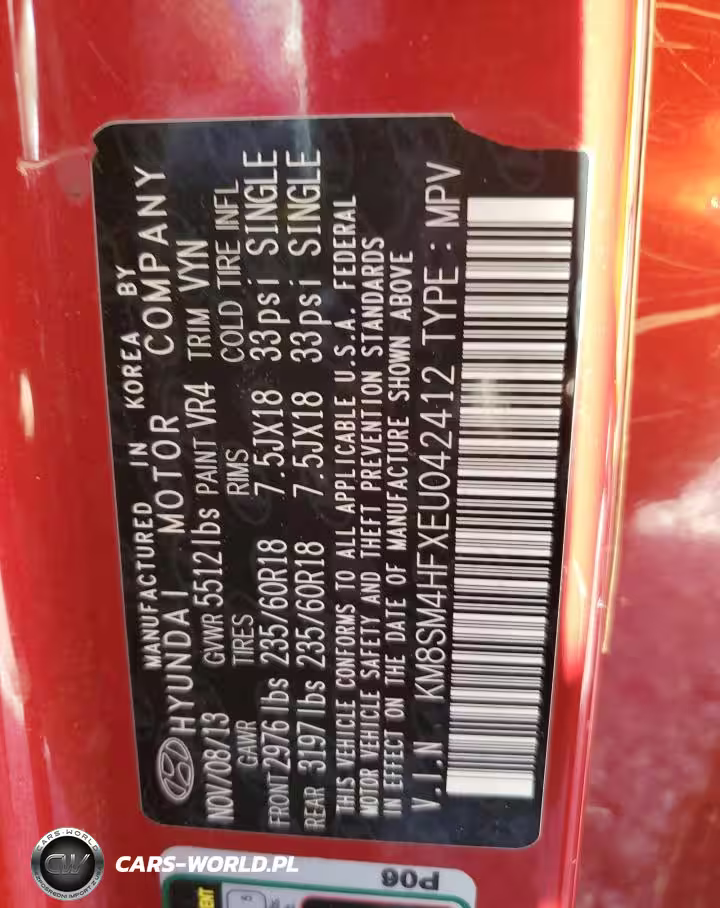 MANUFACTURED IN KOREA BY
HYUNDAI MOTOR COMPANY
NOV/08/13 GVWR 5512lbs PAINT VR4 TRIM VYN
GAWR TIRES RIMS COLD TIRE INFL
FRONT 2976 lbs 235/60R18 7.5JX18 33psi SINGLE
REAR 3197 lbs 235/60R18 7.5JX18 33psi SINGLE
THIS VEHICLE CONFORMS TO ALL APPLICABLE U.S.A. FEDERAL
MOTOR VEHICLE SAFETY AND THEFT PREVENTION STANDARDS
IN EFFECT ON THE DATE OF MANUFACTURE SHOWN ABOVE
V.I.N. KM8SM4HFXEU042412 TYPE : MPV
P06
CARS-WORLD
CW
CARS-WORLD.PL